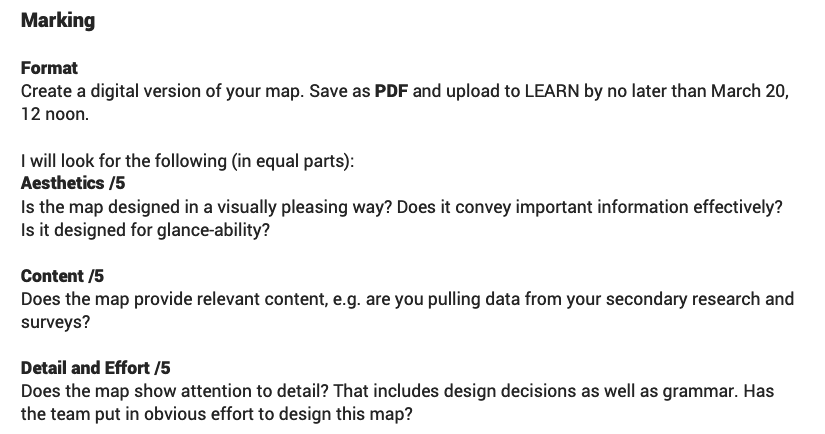 Marking
Format
Create a digital version of your map. Save as PDF and upload to LEARN by no later than March 20,
12 noon.
I will look for the following (in equal parts):
Aesthetics /5
Is the map designed in a visually pleasing way? Does it convey important information effectively?
Is it designed for glance-ability?
Content /5
Does the map provide relevant content, e.g. are you pulling data from your secondary research and
surveys?
Detail and Effort /5
Does the map show attention to detail? That includes design decisions as well as grammar. Has
the team put in obvious effort to design this map?